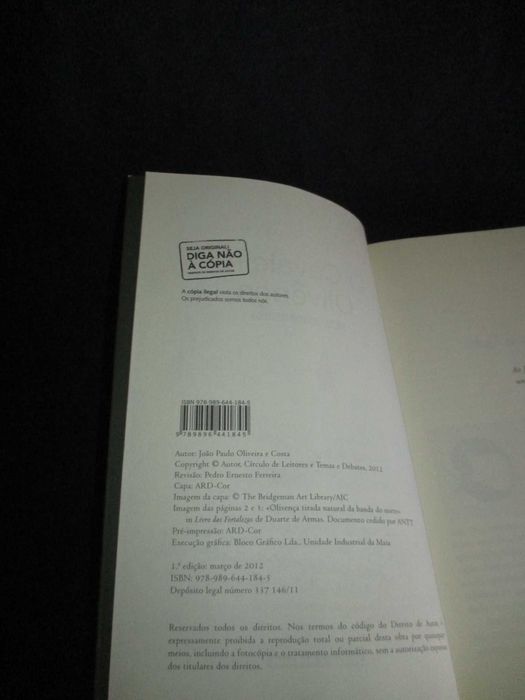 SEJA ORIGINAL!
DIGA NÃO
À CÓPIA
A cópia ilegal viola os direitos dos autores.
Os prejudicados somos todos nós.
ISBN 978-989-644-184-5
9 789896 441845
Autor: João Paulo Oliveira e Costa
Copyright: © Autor, Círculo de Leitores e Temas e Debates, 2012
Revisão: Pedro Ernesto Ferreira
Capa: ARD-Cor
Imagem da capa: © The Bridgeman Art Library/AIC
Imagem das páginas 2 e 3: «Olivença tirada natural da banda do norte»
in Livro das Fortalezas de Duarte de Armas. Documento cedido por ANTT
Pré-impressão: ARD-Cor
Execução gráfica: Bloco Gráfico Lda., Unidade Industrial da Maia
1.ª edição: março de 2012
ISBN: 978-989-644-184-5
Depósito legal número 337 146/11
Reservados todos os direitos. Nos termos do código do Direito de Autor é
expressamente proibida a reprodução total ou parcial desta obra por quaisquer
meios, incluindo a fotocópia e o tratamento informático, sem a autorização expressa
dos titulares dos direitos.